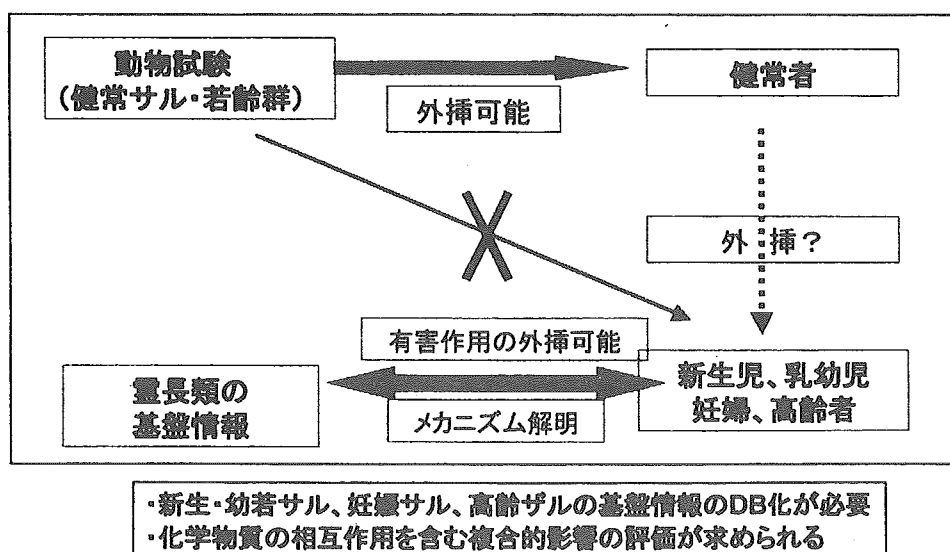 動物試験
(健常サル・若齢群)
外挿可能
健常者
外 挿?
有害作用の外挿可能
霊長類の
基盤情報
メカニズム解明
新生児、乳幼児
妊婦、高齢者
・新生・幼若サル、妊娠サル、高齢ザルの基盤情報のDB化が必要
・化学物質の相互作用を含む複合的影響の評価が求められる